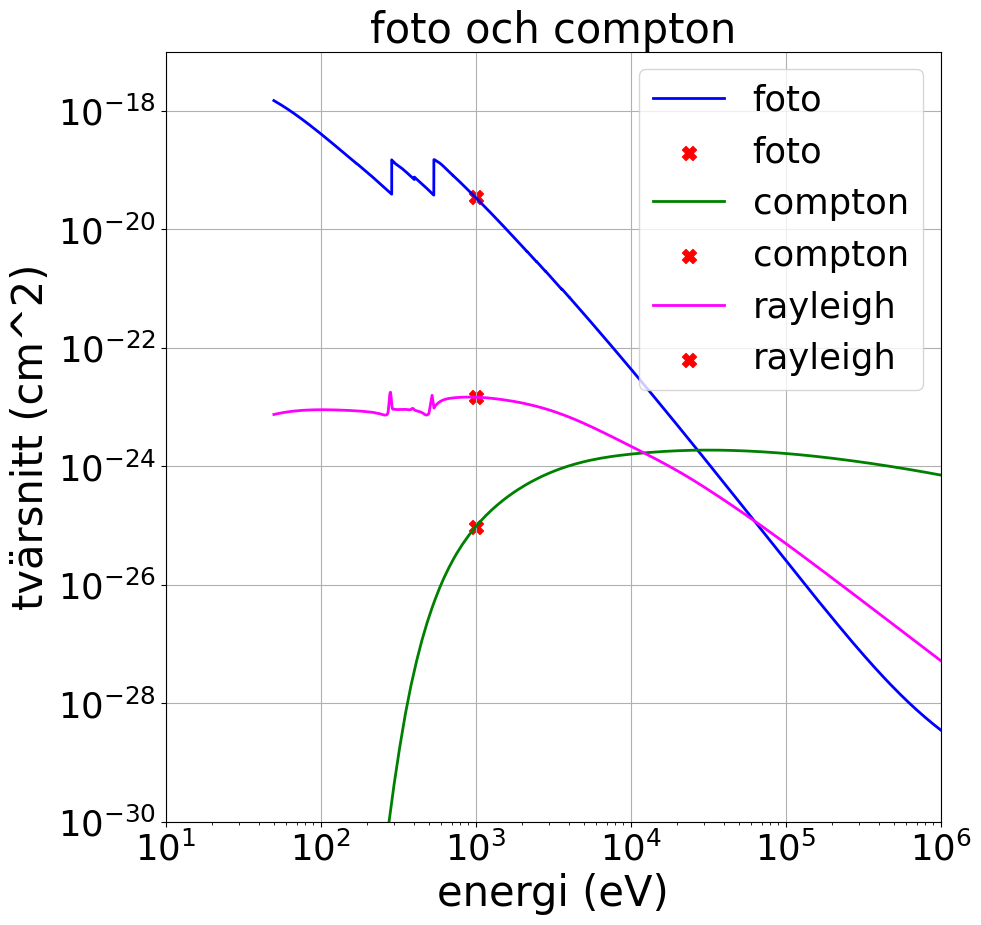 foto och compton
tvärsnitt (cm^2)
10^−18
10^−20
10^−22
10^−24
10^−26
10^−28
10^−30
foto
foto
compton
compton
rayleigh
rayleigh
10^1 10^2 10^3 10^4 10^5 10^6
energi (eV)